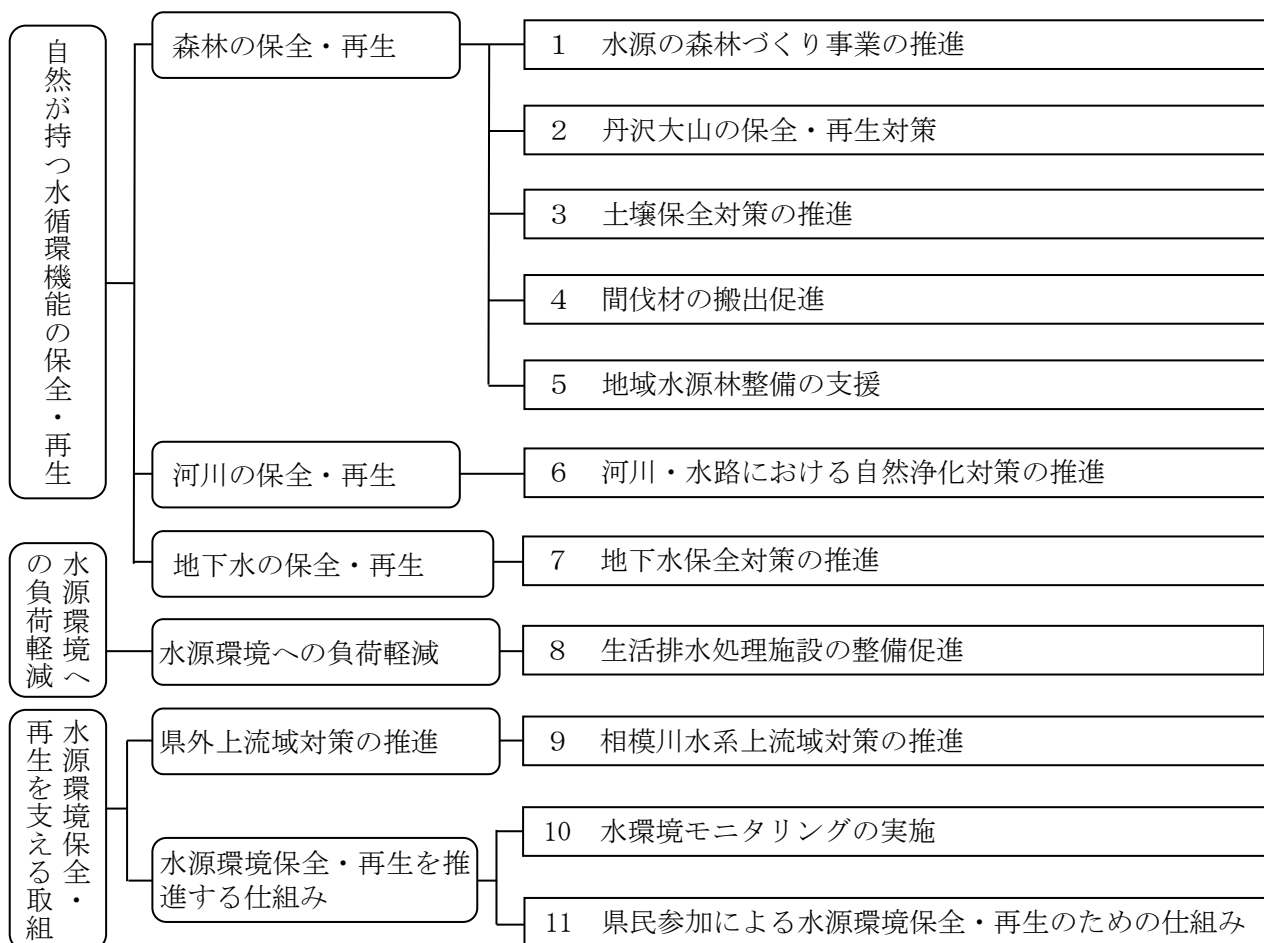 自然が持つ水循環機能の保全・再生
森林の保全・再生
1 水源の森林づくり事業の推進
2 丹沢大山の保全・再生対策
3 土壌保全対策の推進
4 間伐材の搬出促進
5 地域水源林整備の支援
河川の保全・再生
6 河川・水路における自然浄化対策の推進
地下水の保全・再生
7 地下水保全対策の推進
水源環境へ
の負荷軽減
水源環境への負荷軽減
8 生活排水処理施設の整備促進
水源環境保全・
再生を支える取組
県外上流域対策の推進
9 相模川水系上流域対策の推進
水源環境保全・再生を推
進する仕組み
10 水環境モニタリングの実施
11 県民参加による水源環境保全・再生のための仕組み